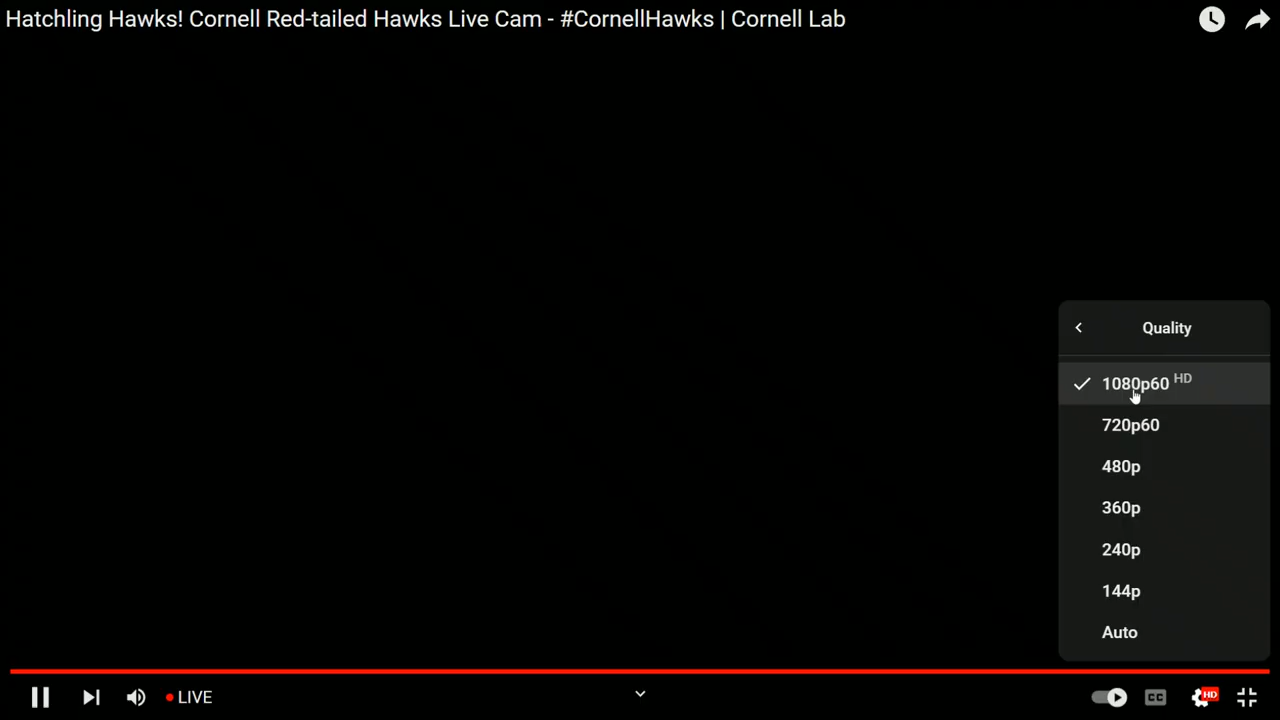 Hatchling Hawks! Cornell Red-tailed Hawks Live Cam - #CornellHawks | Cornell Lab
Quality
1080p60 HD
720p60
480p
360p
240p
144p
Auto
LIVE
CC
HD